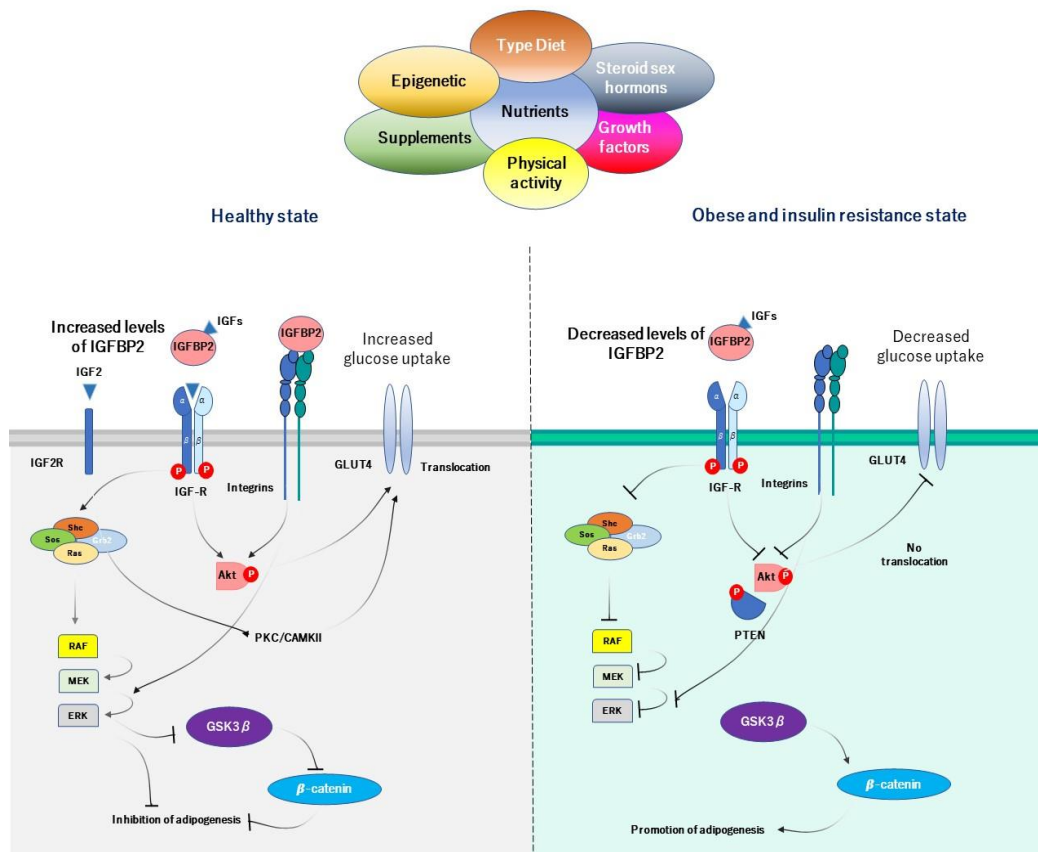 Type Diet
Epigenetic
Steroid sex
hormons
Nutrients
Supplements
Growth
factors
Physical
activity
Healthy state
Obese and insulin resistance state
Increased levels
of IGFBP2
IGF2
IGFs
IGFBP2
IGFBP2
Increased
glucose uptake
α
α
β
β
IGF2R
P
P
IGF-R
Integrins
GLUT4
Translocation
Shc
Sos
Grb2
Ras
Akt
P
PKC/CAMKII
RAF
MEK
ERK
GSK3 β
β-catenin
Inhibition of adipogenesis
Decreased levels of
IGFBP2
IGFs
IGFBP2
Decreased
glucose uptake
α
α
β
β
P
P
IGF-R
Integrins
GLUT4
Shc
Sos
Grb2
Ras
No
translocation
Akt
P
P
PTEN
RAF
MEK
ERK
GSK3 β
β-catenin
Promotion of adipogenesis